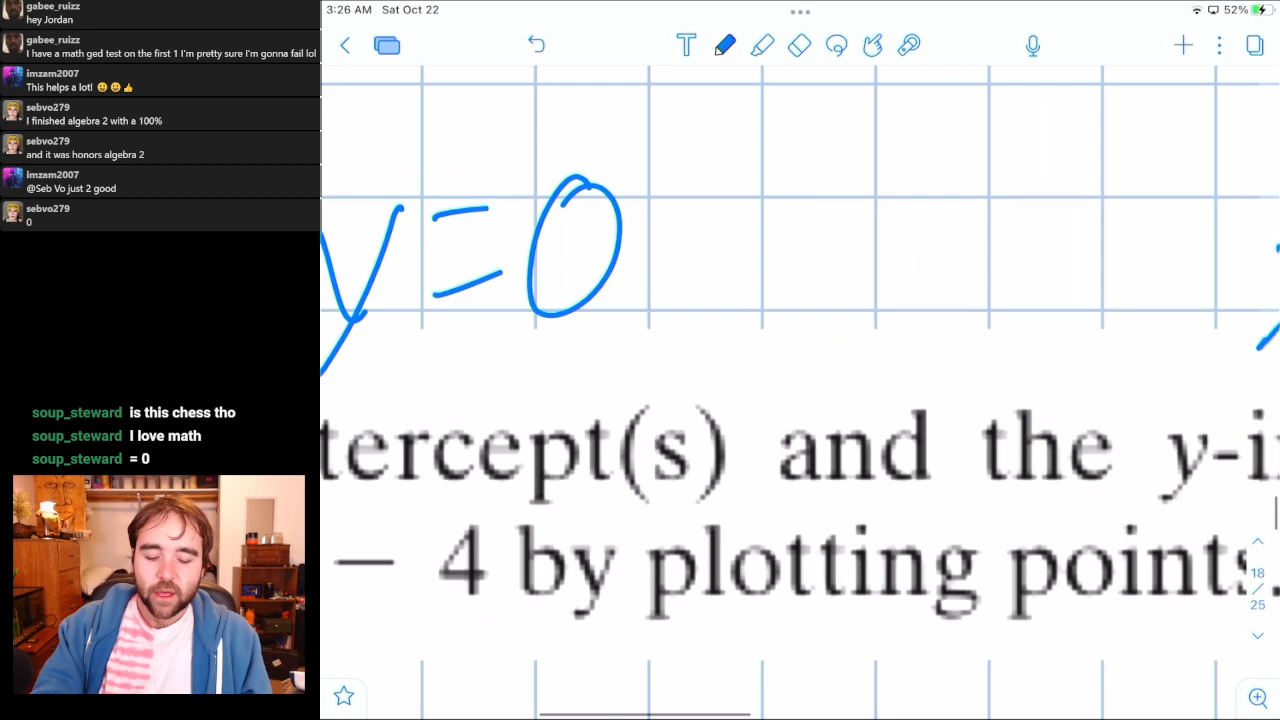 gabee_ruizz
hey Jordan
gabee_ruizz
I have a math ged test on the first 1 I'm pretty sure I'm gonna fail lol
imzam2007
This helps a lot! 😀😀👍
sebvo279
I finished algebra 2 with a 100%
sebvo279
and it was honors algebra 2
imzam2007
@Seb Vo just 2 good
sebvo279
0
soup_steward is this chess tho
soup_steward I love math
soup_steward = 0
3:26 AM Sat Oct 22
52%
T
y = 0
tercept(s) and the y-i
– 4 by plotting points.
18
25